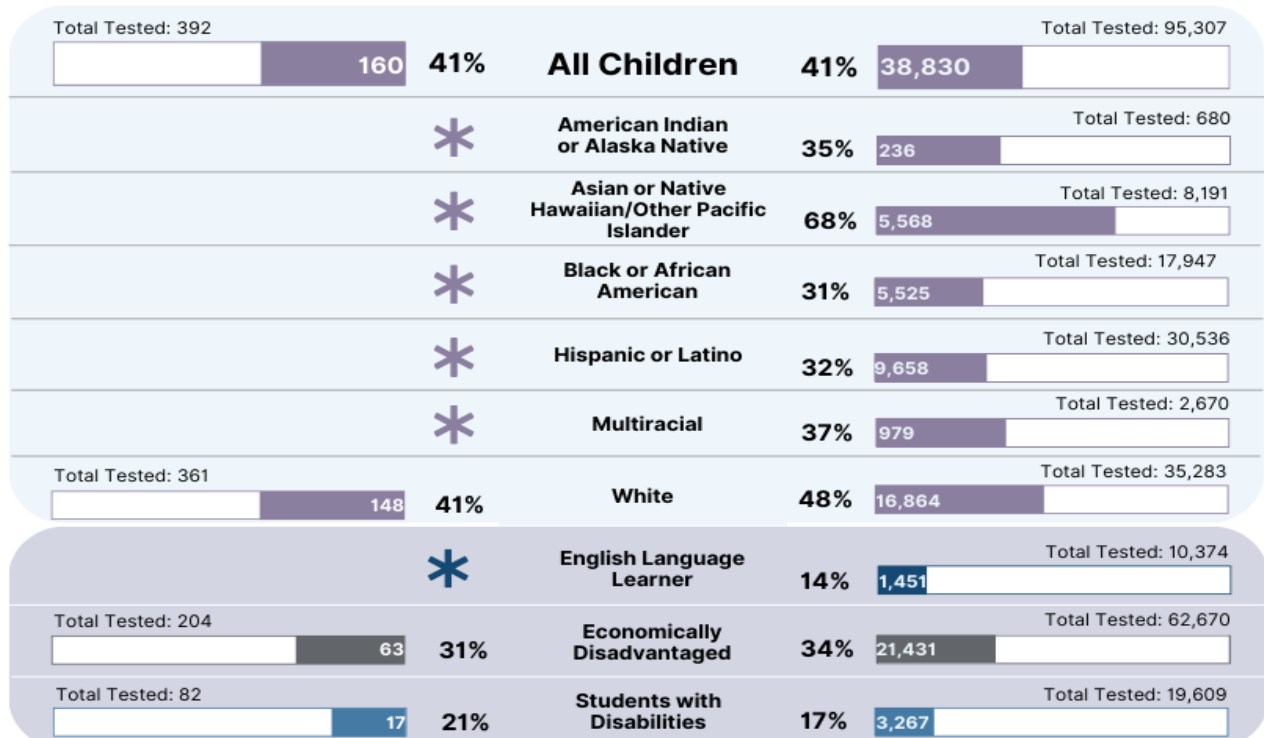 Total Tested: 392
160
41%
All Children
41%
Total Tested: 95,307
38,830
*
American Indian
or Alaska Native
35%
Total Tested: 680
236
*
Asian or Native
Hawaiian/Other Pacific
Islander
68%
Total Tested: 8,191
5,568
*
Black or African
American
31%
Total Tested: 17,947
5,525
*
Hispanic or Latino
32%
Total Tested: 30,536
9,658
*
Multiracial
37%
Total Tested: 2,670
979
Total Tested: 361
148
41%
White
48%
Total Tested: 35,283
16,864
*
English Language
Learner
14%
Total Tested: 10,374
1,451
Total Tested: 204
63
31%
Economically
Disadvantaged
34%
Total Tested: 62,670
21,431
Total Tested: 82
17
21%
Students with
Disabilities
17%
Total Tested: 19,609
3,267